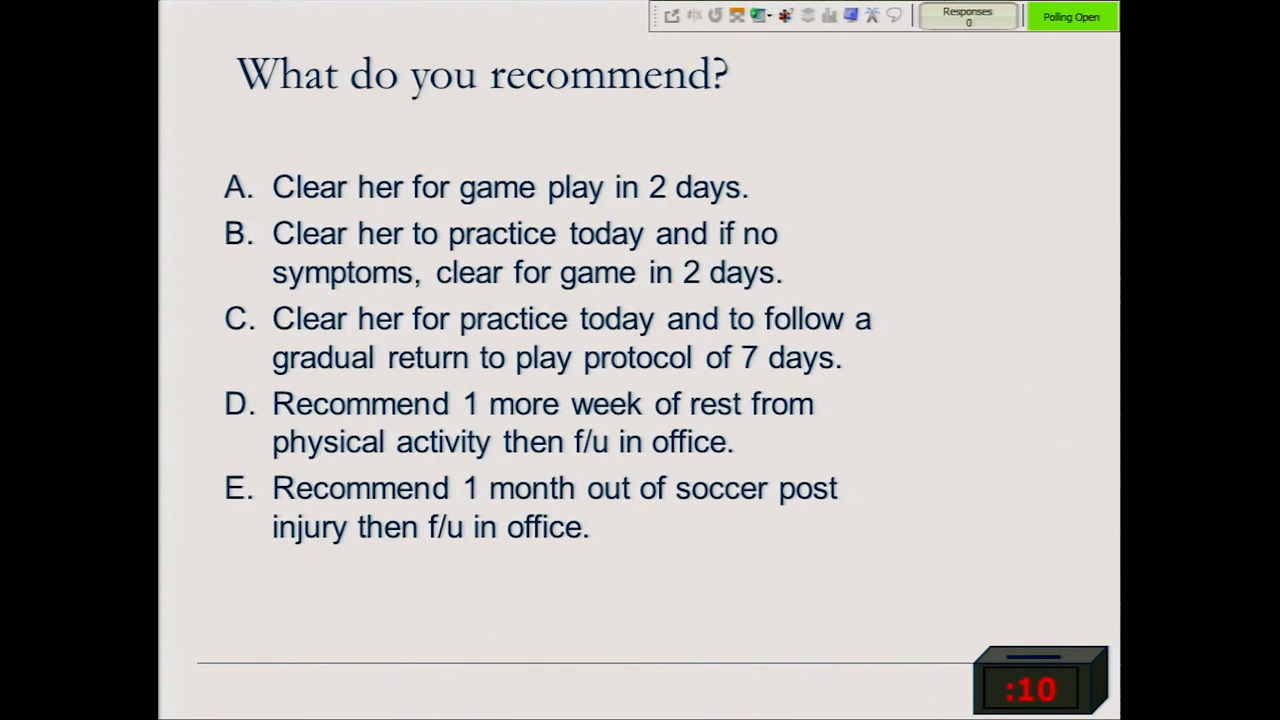 Responses
0
Polling Open
What do you recommend?
A. Clear her for game play in 2 days.
B. Clear her to practice today and if no
symptoms, clear for game in 2 days.
C. Clear her for practice today and to follow a
gradual return to play protocol of 7 days.
D. Recommend 1 more week of rest from
physical activity then f/u in office.
E. Recommend 1 month out of soccer post
injury then f/u in office.
:10